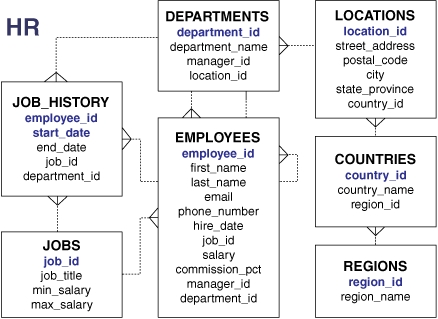 HR
DEPARTMENTS
department_id
department_name
manager_id
location_id
LOCATIONS
location_id
street_address
postal_code
city
state_province
country_id
JOB_HISTORY
employee_id
start_date
end_date
job_id
department_id
EMPLOYEES
employee_id
first_name
last_name
email
phone_number
hire_date
job_id
salary
commission_pct
manager_id
department_id
COUNTRIES
country_id
country_name
region_id
JOBS
job_id
job_title
min_salary
max_salary
REGIONS
region_id
region_name